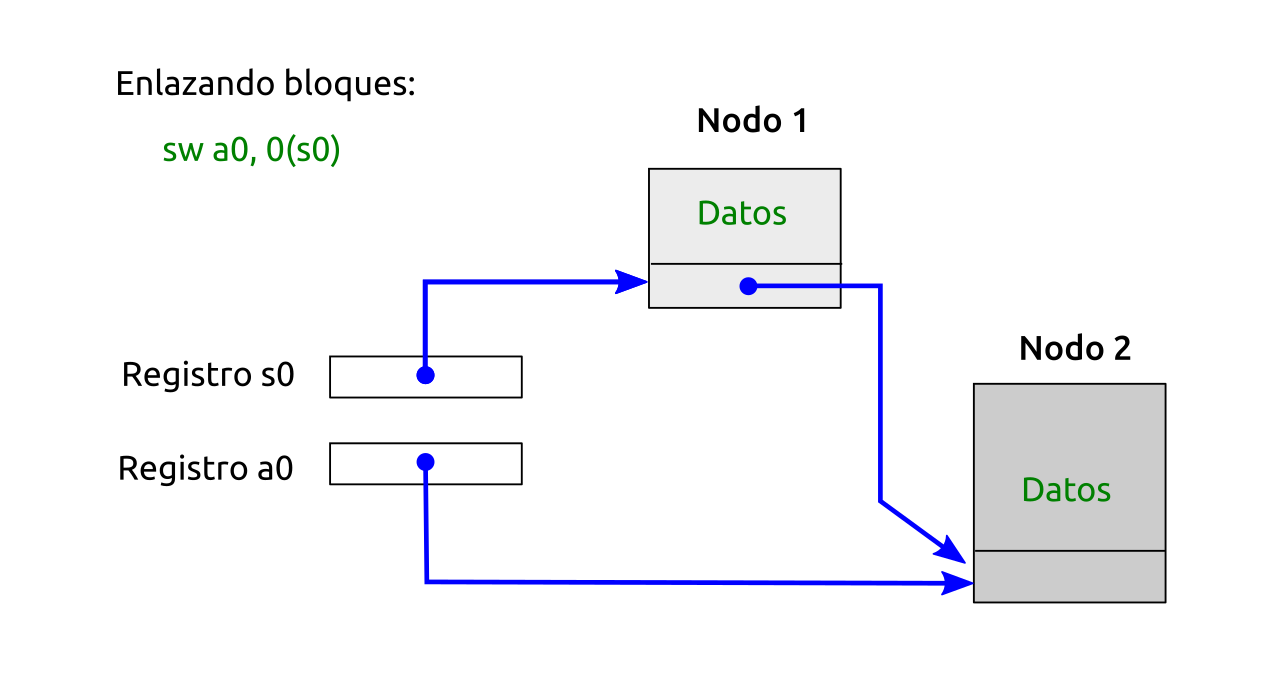 Enlazando bloques:
sw a0, 0(s0)
Nodo 1
Datos
Registro s0
Registro a0
Nodo 2
Datos